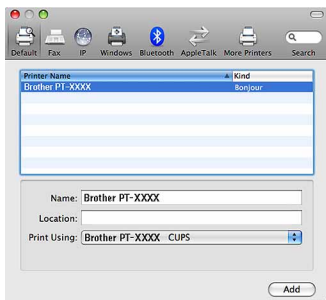 Default Fax IP Windows Bluetooth AppleTalk More Printers Search
Printer Name Kind
Brother PT-XXXX Bonjour
Name: Brother PT-XXXX
Location:
Print Using: Brother PT-XXXX CUPS
Add